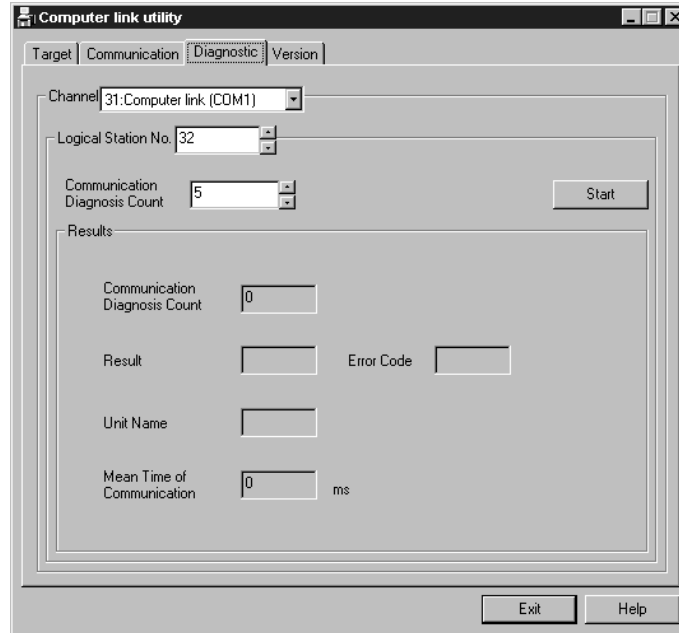 Computer link utility
Target Communication Diagnostic Version
Channel 31:Computer link (COM1)
Logical Station No. 32
Communication
Diagnosis Count
5
Start
Results
Communication
Diagnosis Count
0
Result
Error Code
Unit Name
Mean Time of
Communication
0
ms
Exit
Help